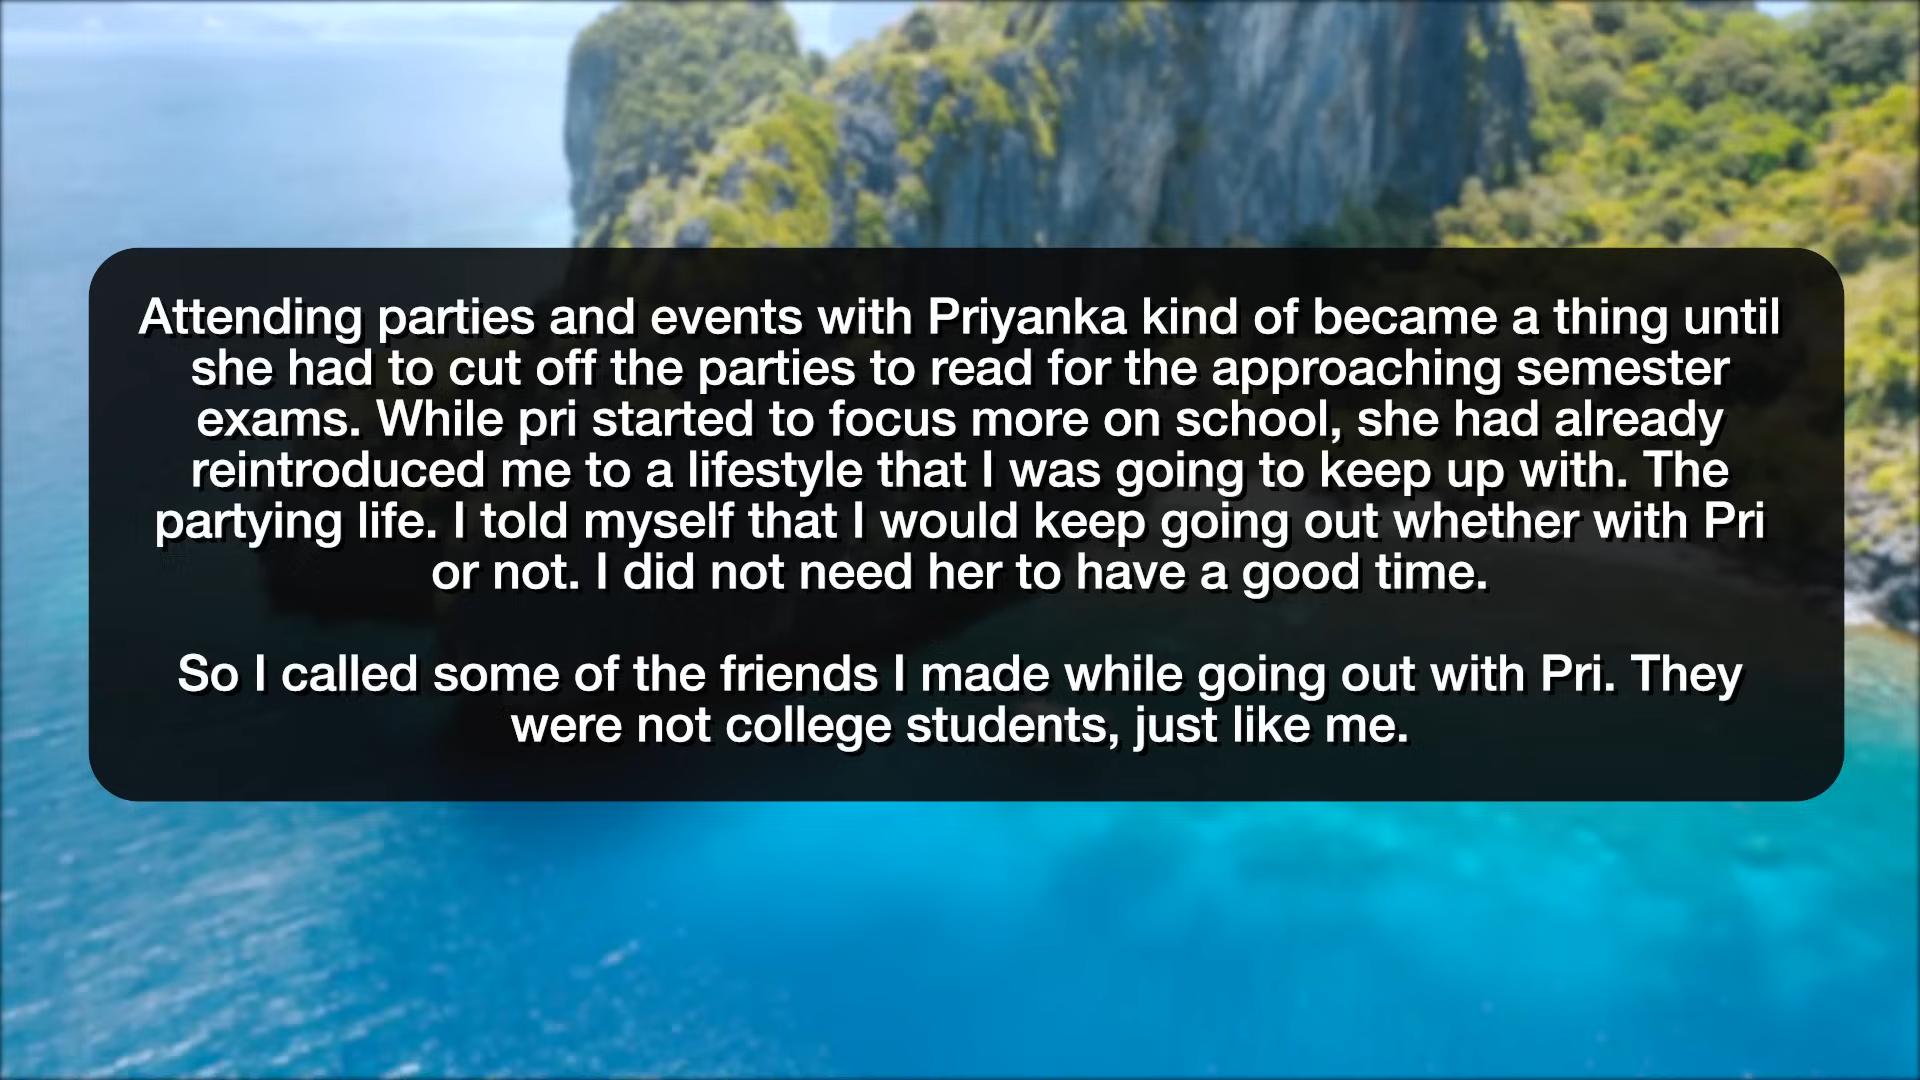 Attending parties and events with Priyanka kind of became a thing until
she had to cut off the parties to read for the approaching semester
exams. While pri started to focus more on school, she had already
reintroduced me to a lifestyle that I was going to keep up with. The
partying life. I told myself that I would keep going out whether with Pri
or not. I did not need her to have a good time.
So I called some of the friends I made while going out with Pri. They
were not college students, just like me.